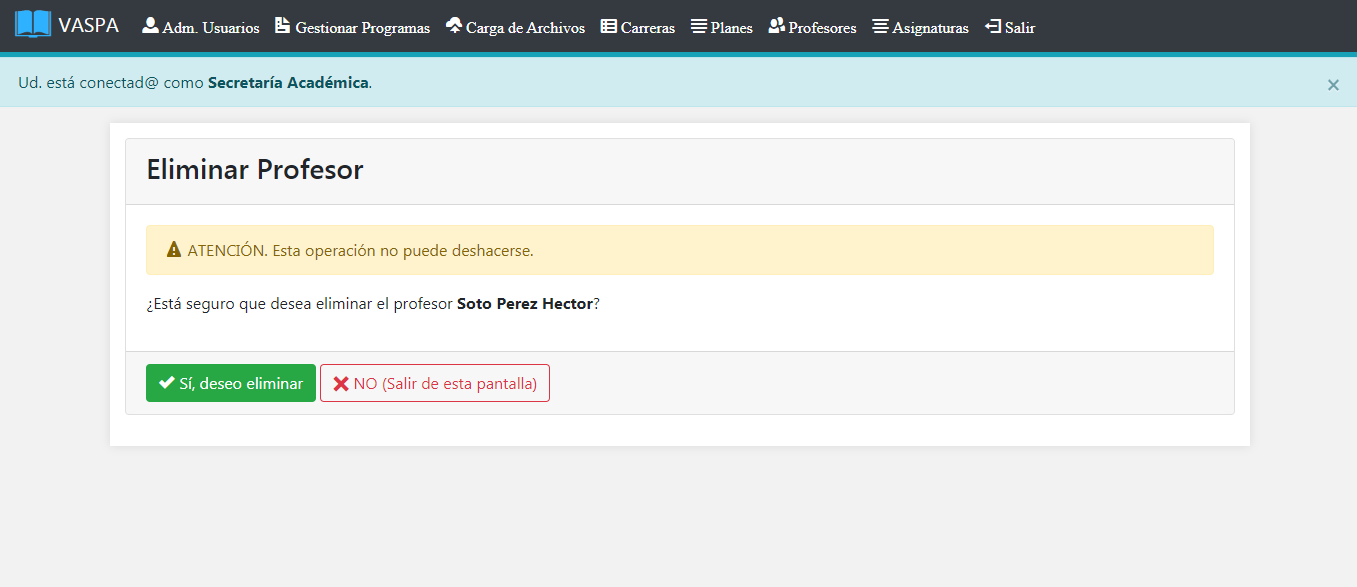 VASPA Adm. Usuarios Gestionar Programas Carga de Archivos Carreras Planes Profesores Asignaturas Salir
Ud. está conectad@ como Secretaría Académica. ×
Eliminar Profesor
ATENCIÓN. Esta operación no puede deshacerse.
¿Está seguro que desea eliminar el profesor Soto Perez Hector?
Sí, deseo eliminar NO (Salir de esta pantalla)